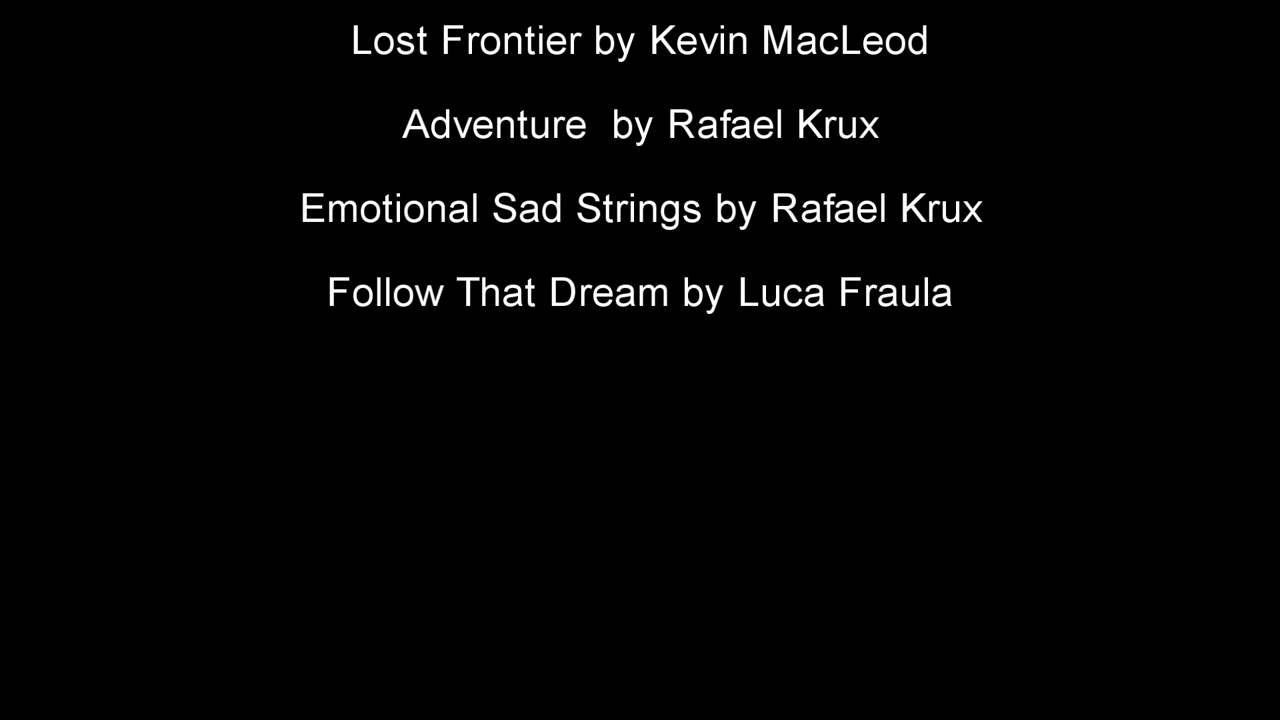 Lost Frontier by Kevin MacLeod
Adventure  by Rafael Krux
Emotional Sad Strings by Rafael Krux
Follow That Dream by Luca Fraula